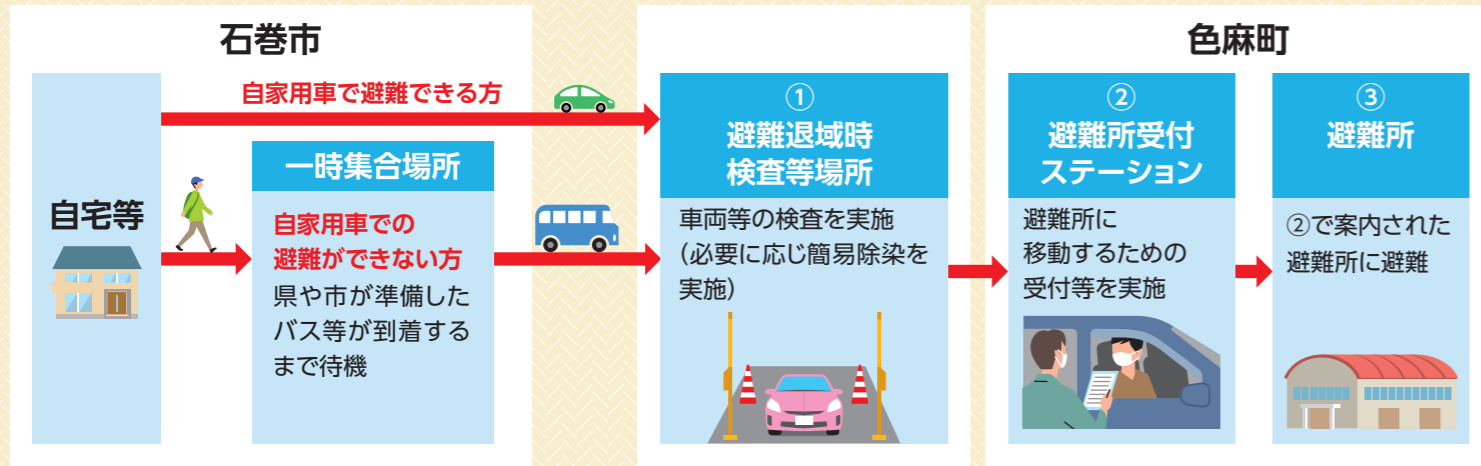 石巻市
自宅等
自家用車で避難できる方
一時集合場所
自家用車での
避難ができない方
県や市が準備した
バス等が到着する
まで待機
①
避難退域時
検査等場所
車両等の検査を実施
（必要に応じ簡易除染を
実施）
色麻町
②
避難所受付
ステーション
避難所に
移動するための
受付等を実施
③
避難所
②で案内された
避難所に避難